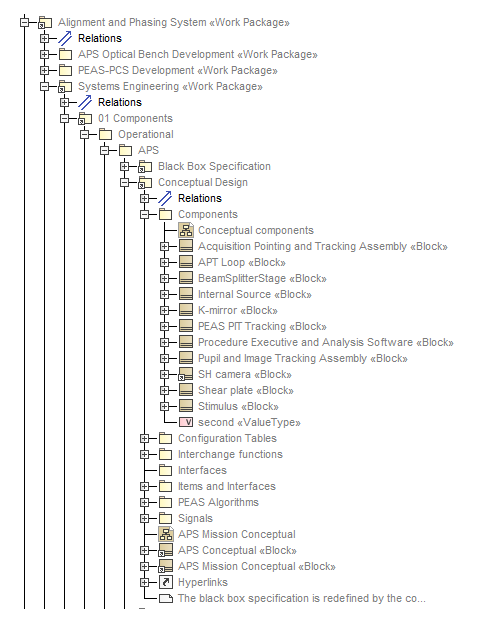 Alignment and Phasing System «Work Package»
Relations
APS Optical Bench Development «Work Package»
PEAS-PCS Development «Work Package»
Systems Engineering «Work Package»
Relations
01 Components
Operational
APS
Black Box Specification
Conceptual Design
Relations
Components
Conceptual components
Acquisition Pointing and Tracking Assembly «Block»
APT Loop «Block»
BeamSplitterStage «Block»
Internal Source «Block»
K-mirror «Block»
PEAS PIT Tracking «Block»
Procedure Executive and Analysis Software «Block»
Pupil and Image Tracking Assembly «Block»
SH camera «Block»
Shear plate «Block»
Stimulus «Block»
V second «ValueType»
Configuration Tables
Interchange functions
Interfaces
Items and Interfaces
PEAS Algorithms
Signals
APS Mission Conceptual
APS Conceptual «Block»
APS Mission Conceptual «Block»
Hyperlinks
The black box specification is redefined by the co...